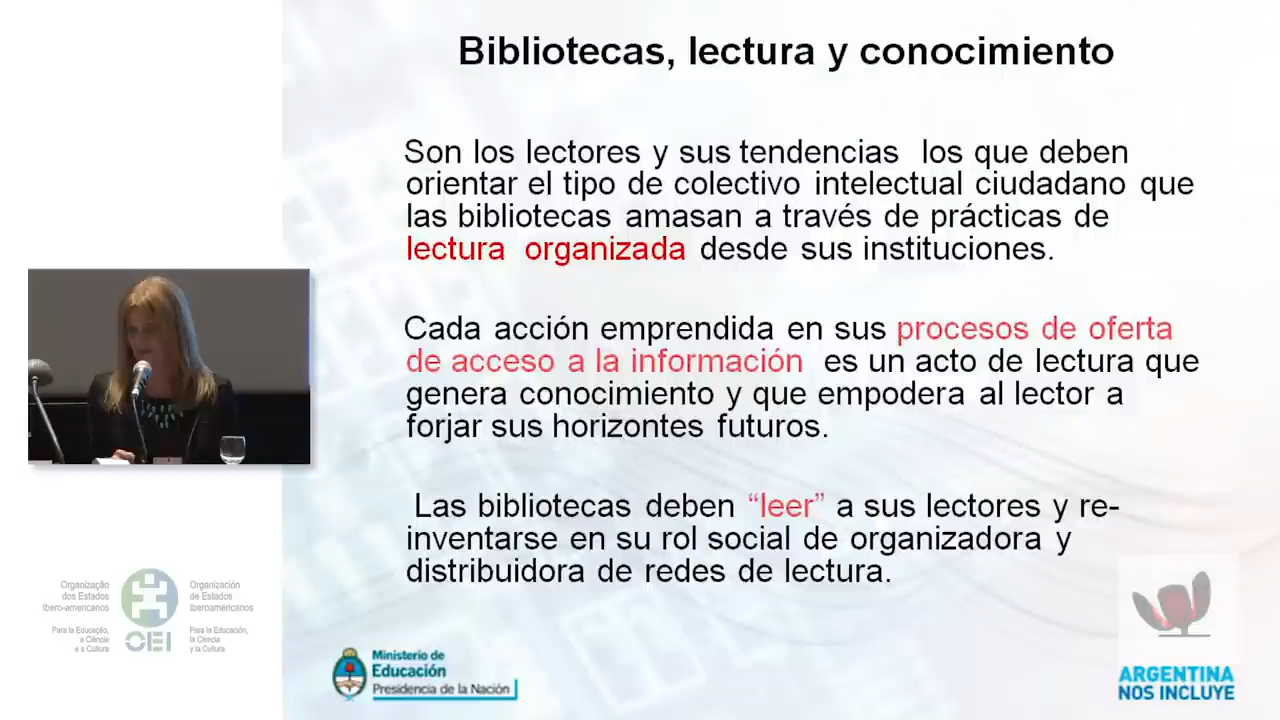 Bibliotecas, lectura y conocimiento
Son los lectores y sus tendencias los que deben
orientar el tipo de colectivo intelectual ciudadano que
las bibliotecas amasan a través de prácticas de
lectura organizada desde sus instituciones.
Cada acción emprendida en sus procesos de oferta
de acceso a la información es un acto de lectura que
genera conocimiento y que empodera al lector a
forjar sus horizontes futuros.
Las bibliotecas deben “leer” a sus lectores y re-
inventarse en su rol social de organizadora y
distribuidora de redes de lectura.
Organização
dos Estados
Ibero-americanos
Para la Educação,
a Ciência
e a Cultura
OEI
Organización
de Estados
Iberoamericanos
Para la Educación,
la Ciencia
y la Cultura
Ministerio de
Educación
Presidencia de la Nación
ARGENTINA
NOS INCLUYE